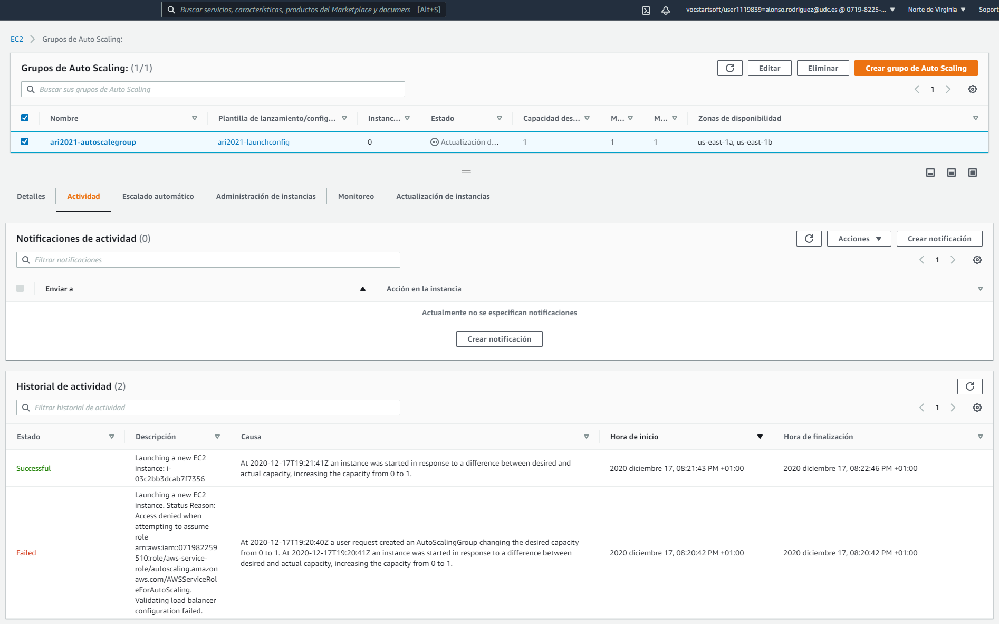 Buscar servicios, características, productos del Marketplace y document [Alt+S]
vocstartsoft/user1119839=alonso.rodriguez@udc.es @ 0719-8225-... Norte de Virginia Soport
EC2 Grupos de Auto Scaling:
Grupos de Auto Scaling: (1/1)
Editar Eliminar Crear grupo de Auto Scaling
Buscar sus grupos de Auto Scaling
1
Nombre Plantilla de lanzamiento/config... Instanc... Estado Capacidad des... M... M... Zonas de disponibilidad
ari2021-autoscalegroup ari2021-launchconfig 0 Actualización d... 1 1 1 us-east-1a, us-east-1b
Detalles Actividad Escalado automático Administración de instancias Monitoreo Actualización de instancias
Notificaciones de actividad (0)
Acciones Crear notificación
Filtrar notificaciones
1
Enviar a Acción en la instancia
Actualmente no se especifican notificaciones
Crear notificación
Historial de actividad (2)
Filtrar historial de actividad
1
Estado Descripción Causa Hora de inicio Hora de finalización
Successful
Launching a new EC2
instance: i-
03c2bb3dcab7f7356
At 2020-12-17T19:21:41Z an instance was started in response to a difference between desired and
actual capacity, increasing the capacity from 0 to 1.
2020 diciembre 17, 08:21:43 PM +01:00
2020 diciembre 17, 08:22:46 PM +01:00
Failed
Launching a new EC2
instance. Status Reason:
Access denied when
attempting to assume
role
arn:aws:iam::071982259
510:role/aws-service-
role/autoscaling.amazon
aws.com/AWSServiceRol
eForAutoScaling.
Validating load balancer
configuration failed.
At 2020-12-17T19:20:40Z a user request created an AutoScalingGroup changing the desired capacity
from 0 to 1. At 2020-12-17T19:20:41Z an instance was started in response to a difference between
desired and actual capacity, increasing the capacity from 0 to 1.
2020 diciembre 17, 08:20:42 PM +01:00
2020 diciembre 17, 08:20:42 PM +01:00